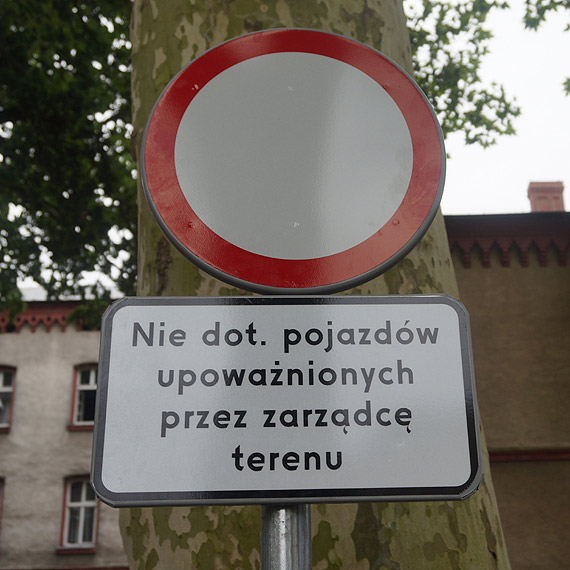 Nie dot. pojazdów
upoważnionych
przez zarządcę
terenu